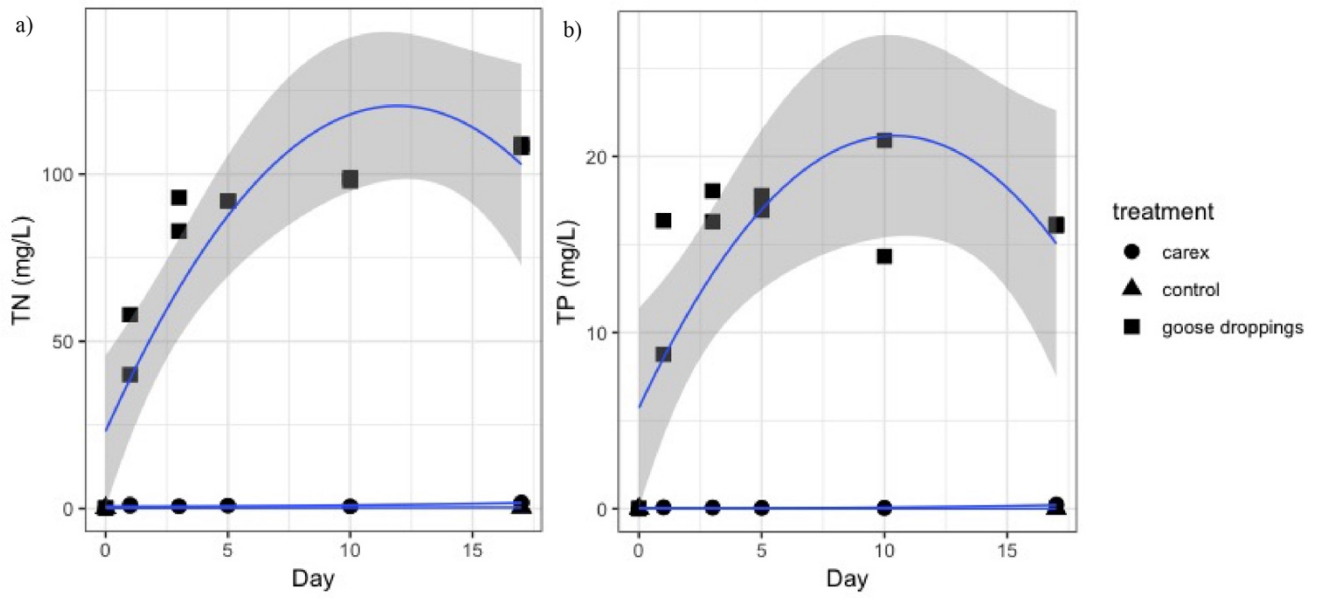 a)
TN (mg/L)
100
50
0
0 5 10 15
Day
b)
TP (mg/L)
20
10
0
0 5 10 15
Day
treatment
carex
control
goose droppings